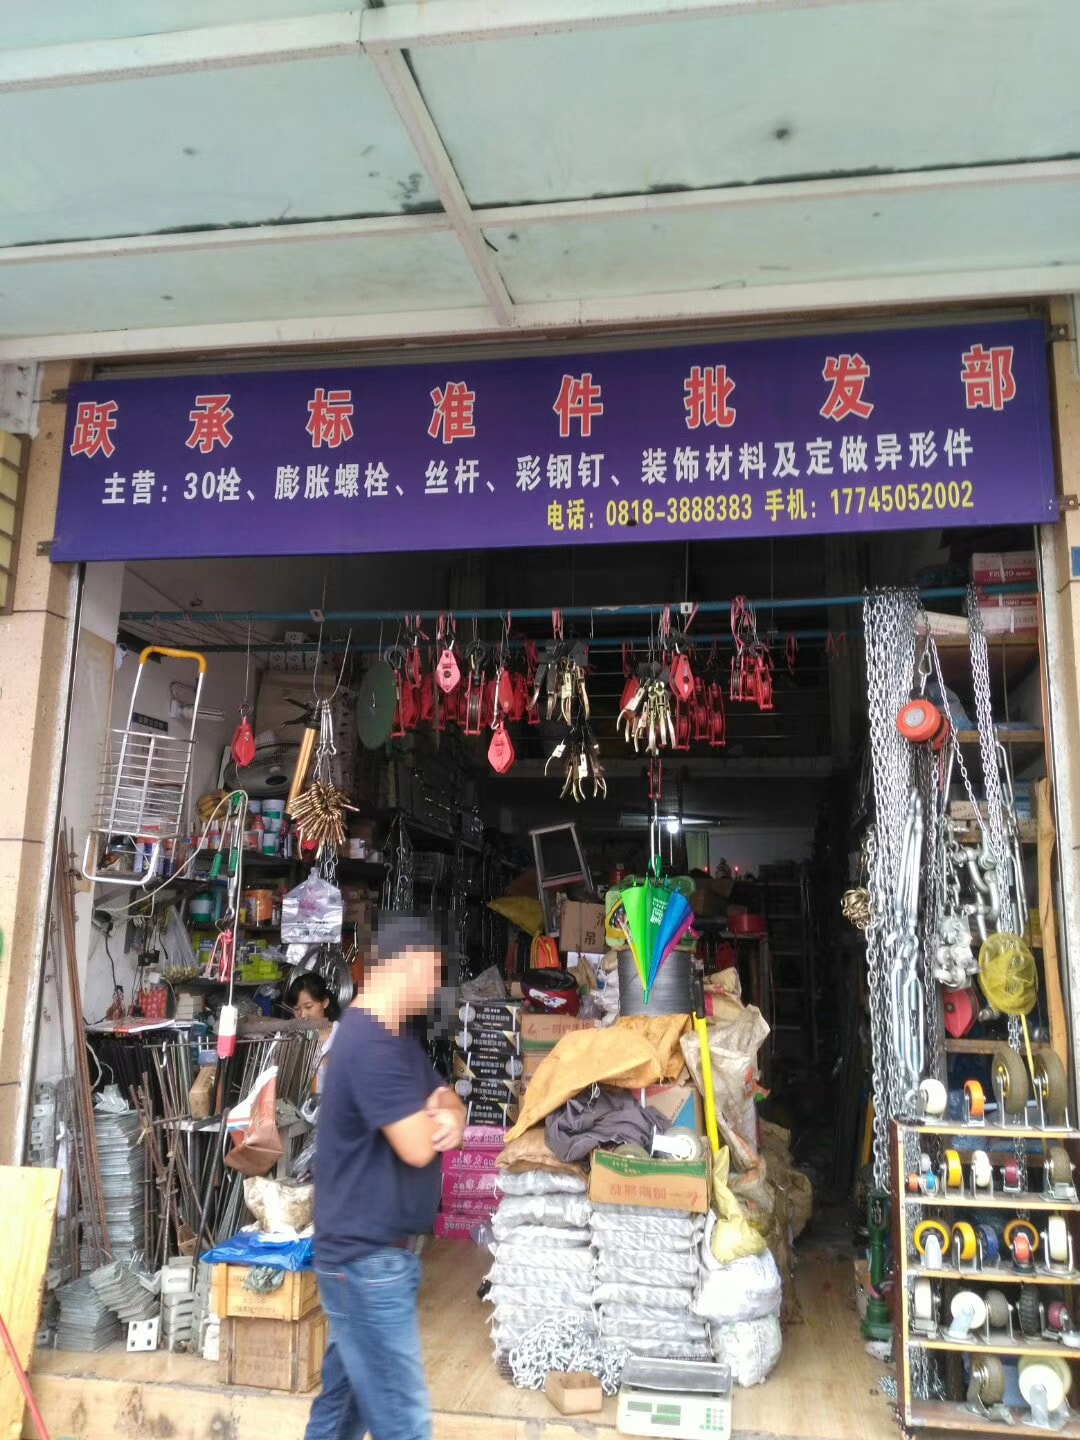 跃承标准件批发部
主营：30栓、膨胀螺栓、丝杆、彩钢钉、装饰材料及定做异形件
电话：0818-3888383 手机：17745052002